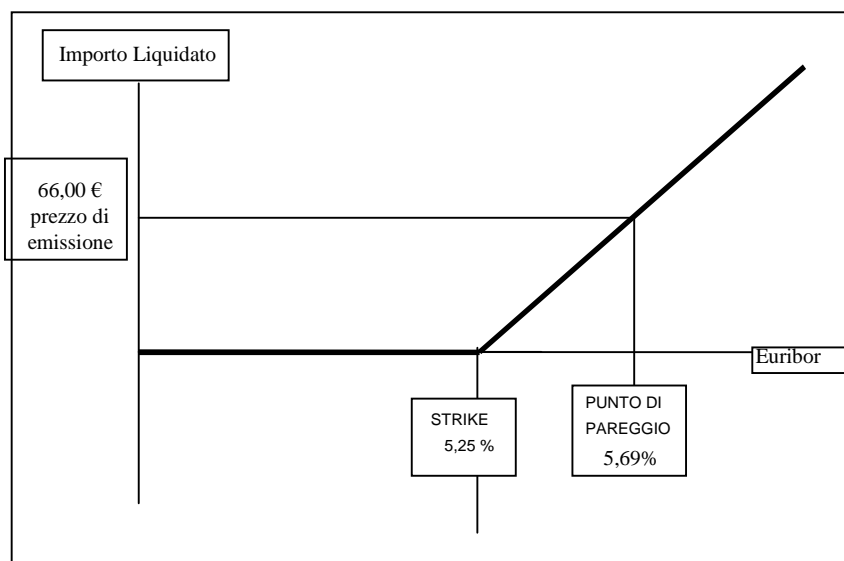 Importo Liquidato
66,00 €
prezzo di
emissione
Euribor
STRIKE
5,25 %
PUNTO DI
PAREGGIO
5,69%